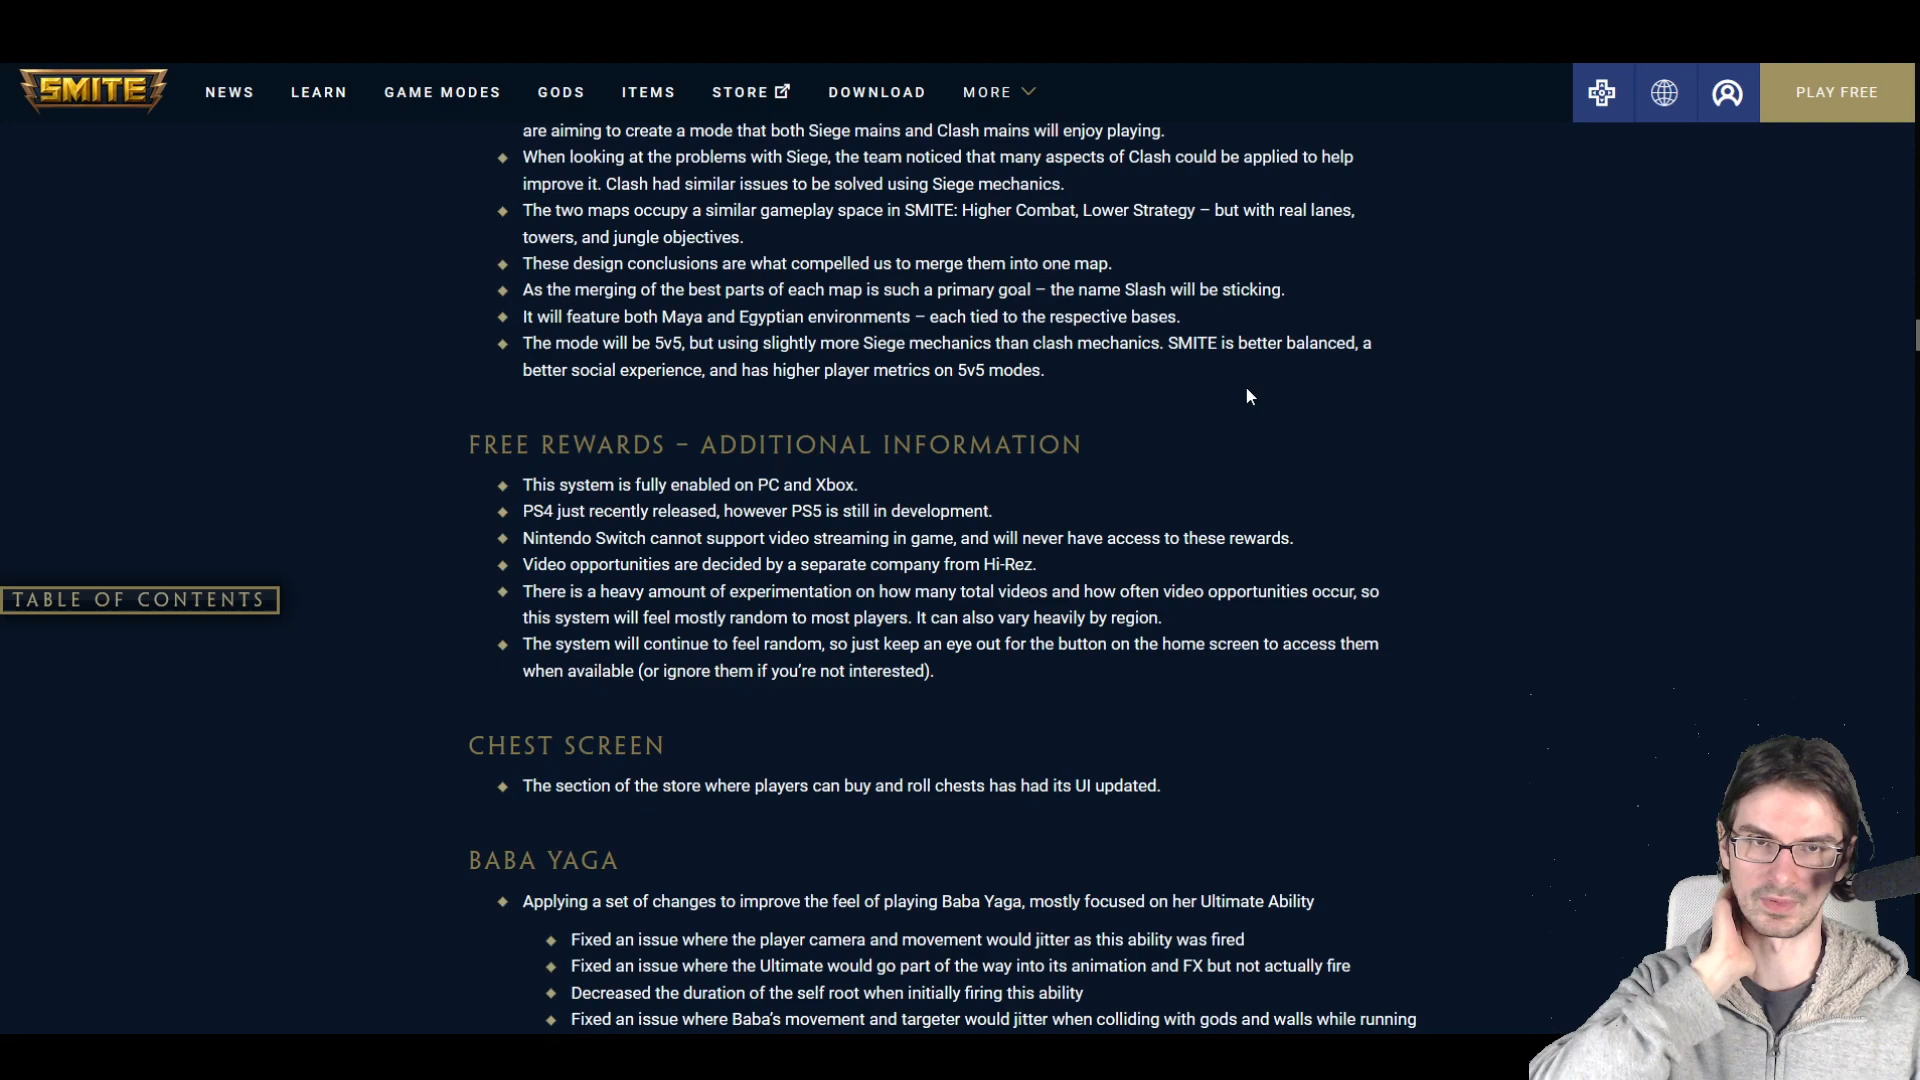 SMITE
NEWS
LEARN
GAME MODES
GODS
ITEMS
STORE
DOWNLOAD
MORE
PLAY FREE
are aiming to create a mode that both Siege mains and Clash mains will enjoy playing.
When looking at the problems with Siege, the team noticed that many aspects of Clash could be applied to help
improve it. Clash had similar issues to be solved using Siege mechanics.
The two maps occupy a similar gameplay space in SMITE: Higher Combat, Lower Strategy – but with real lanes,
towers, and jungle objectives.
These design conclusions are what compelled us to merge them into one map.
As the merging of the best parts of each map is such a primary goal – the name Slash will be sticking.
It will feature both Maya and Egyptian environments – each tied to the respective bases.
The mode will be 5v5, but using slightly more Siege mechanics than clash mechanics. SMITE is better balanced, a
better social experience, and has higher player metrics on 5v5 modes.
FREE REWARDS – ADDITIONAL INFORMATION
This system is fully enabled on PC and Xbox.
PS4 just recently released, however PS5 is still in development.
Nintendo Switch cannot support video streaming in game, and will never have access to these rewards.
Video opportunities are decided by a separate company from Hi-Rez.
There is a heavy amount of experimentation on how many total videos and how often video opportunities occur, so
this system will feel mostly random to most players. It can also vary heavily by region.
The system will continue to feel random, so just keep an eye out for the button on the home screen to access them
when available (or ignore them if you're not interested).
TABLE OF CONTENTS
CHEST SCREEN
The section of the store where players can buy and roll chests has had its UI updated.
BABA YAGA
Applying a set of changes to improve the feel of playing Baba Yaga, mostly focused on her Ultimate Ability
Fixed an issue where the player camera and movement would jitter as this ability was fired
Fixed an issue where the Ultimate would go part of the way into its animation and FX but not actually fire
Decreased the duration of the self root when initially firing this ability
Fixed an issue where Baba's movement and targeter would jitter when colliding with gods and walls while running